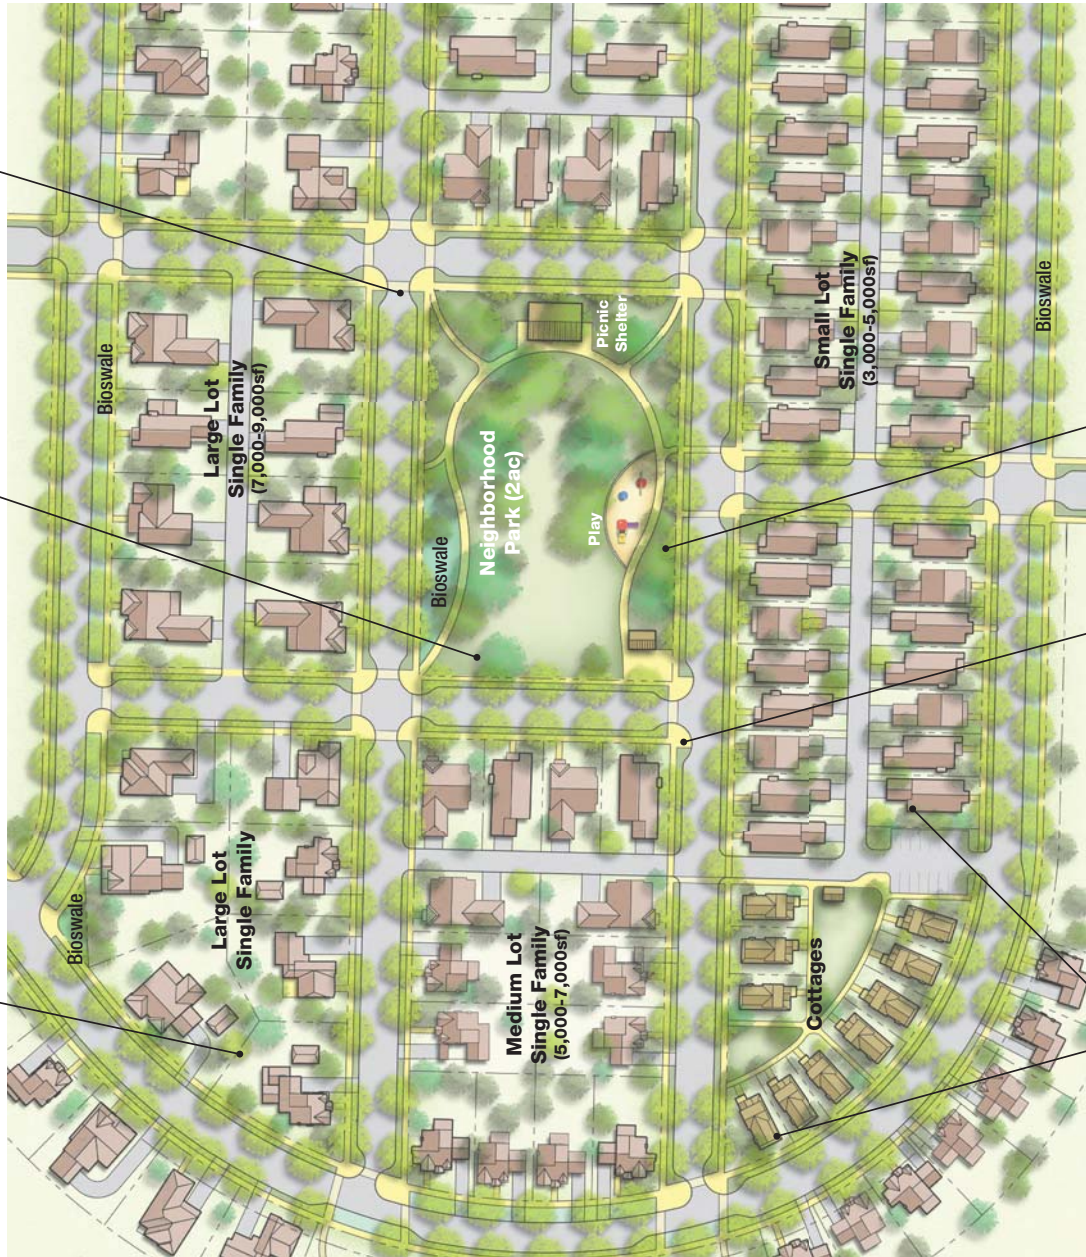 Picnic
Shelter
Bioswale
Small Lot
Single Family
(3,000-5,000sf)
Bioswale
Large Lot
Single Family
(7,000-9,000sf)
Neighborhood
Park (2ac)
Play
Bioswale
Bioswale
Large Lot
Single Family
Medium Lot
Single Family
(5,000-7,000sf)
Cottages